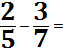 2/5 - 3/7 =